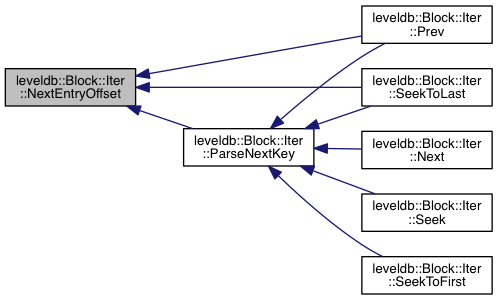 leveldb::Block::Iter
::NextEntryOffset
leveldb::Block::Iter
::ParseNextKey
leveldb::Block::Iter
::Prev
leveldb::Block::Iter
::SeekToLast
leveldb::Block::Iter
::Next
leveldb::Block::Iter
::Seek
leveldb::Block::Iter
::SeekToFirst